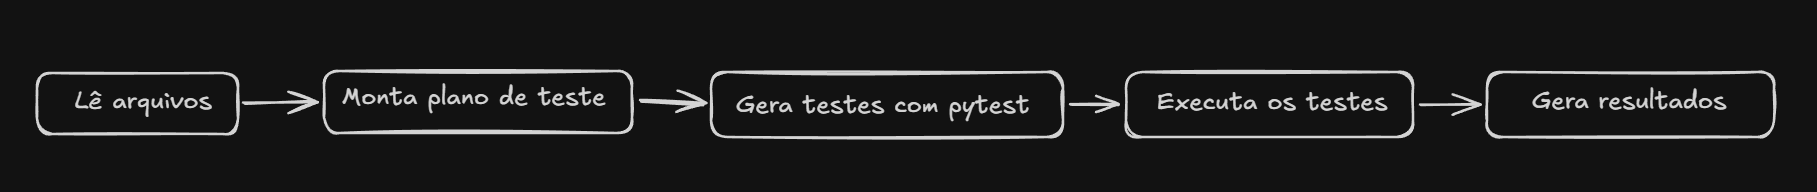 Lê arquivos
Monta plano de teste
Gera testes com pytest
Executa os testes
Gera resultados